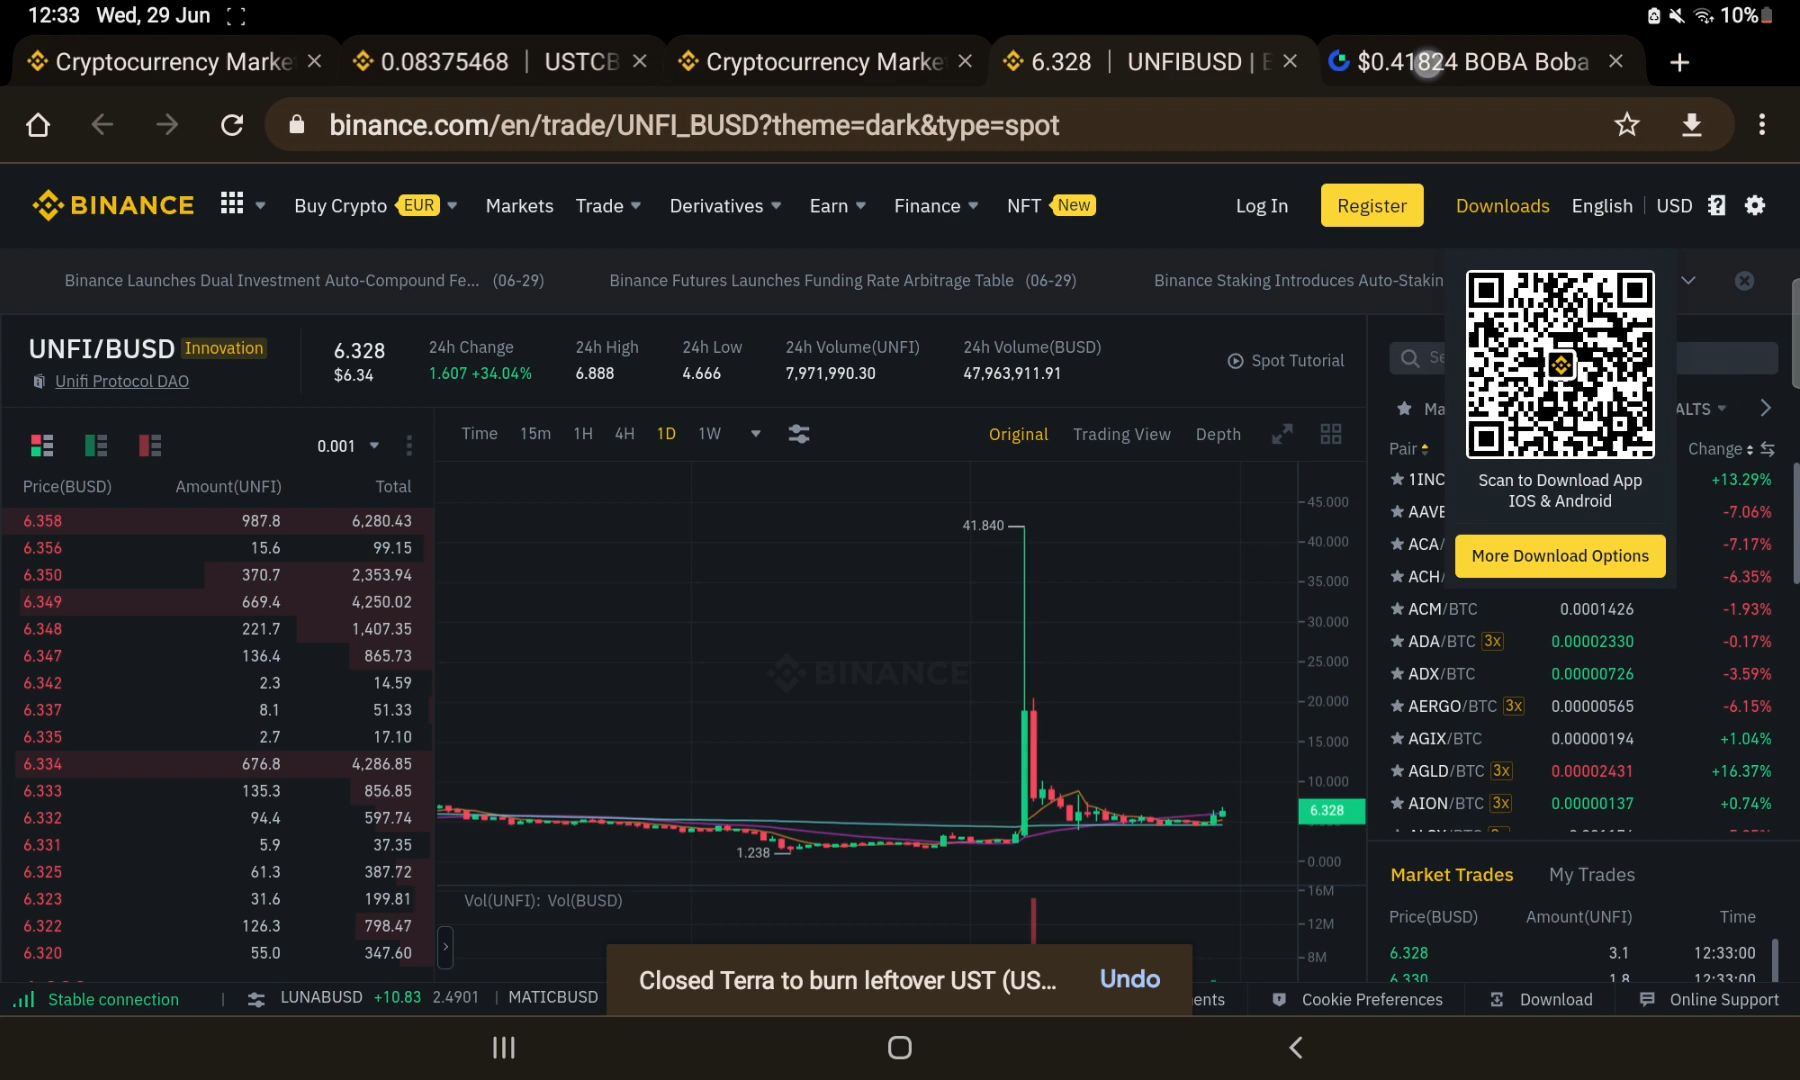 12:33 Wed, 29 Jun 10%
Cryptocurrency Marke 0.08375468 | USTCB Cryptocurrency Marke 6.328 | UNFIBUSD | $0.41824 BOBA Boba
binance.com/en/trade/UNFI_BUSD?theme=dark&type=spot
BINANCE Buy Crypto EUR Markets Trade Derivatives Earn Finance NFT New Log In Register Downloads English USD
Binance Launches Dual Investment Auto-Compound Fe... (06-29) Binance Futures Launches Funding Rate Arbitrage Table (06-29) Binance Staking Introduces Auto-Stakin
UNFI/BUSD Innovation
Unifi Protocol DAO
6.328
$6.34
24h Change
1.607 +34.04%
24h High
6.888
24h Low
4.666
24h Volume(UNFI)
7,971,990.30
24h Volume(BUSD)
47,963,911.91
Spot Tutorial
0.001
Price(BUSD) Amount(UNFI) Total
6.358 987.8 6,280.43
6.356 15.6 99.15
6.350 370.7 2,353.94
6.349 669.4 4,250.02
6.348 221.7 1,407.35
6.347 136.4 865.73
6.342 2.3 14.59
6.337 8.1 51.33
6.335 2.7 17.10
6.334 676.8 4,286.85
6.333 135.3 856.85
6.332 94.4 597.74
6.331 5.9 37.35
6.325 61.3 387.72
6.323 31.6 199.81
6.322 126.3 798.47
6.320 55.0 347.60
Time 15m 1H 4H 1D 1W Original Trading View Depth
45.000
41.840
40.000
35.000
30.000
25.000
BINANCE
20.000
15.000
10.000
6.328
1.238
0.000
Vol(UNFI): Vol(BUSD)
16M
12M
8M
Se
Ma ALTS
Pair Change
Scan to Download App
IOS & Android
More Download Options
1INC +13.29%
AAVE -7.06%
ACA/ -7.17%
ACH/ -6.35%
ACM/BTC 0.0001426 -1.93%
ADA/BTC 3x 0.00002330 -0.17%
ADX/BTC 0.00000726 -3.59%
AERGO/BTC 3x 0.00000565 -6.15%
AGIX/BTC 0.00000194 +1.04%
AGLD/BTC 3x 0.00002431 +16.37%
AION/BTC 3x 0.00000137 +0.74%
Market Trades My Trades
Price(BUSD) Amount(UNFI) Time
6.328 3.1 12:33:00
6.330 1.8 12:33:00
Closed Terra to burn leftover UST (US... Undo
Stable connection | LUNABUSD +10.83 2.4901 | MATICBUSD ents Cookie Preferences Download Online Support